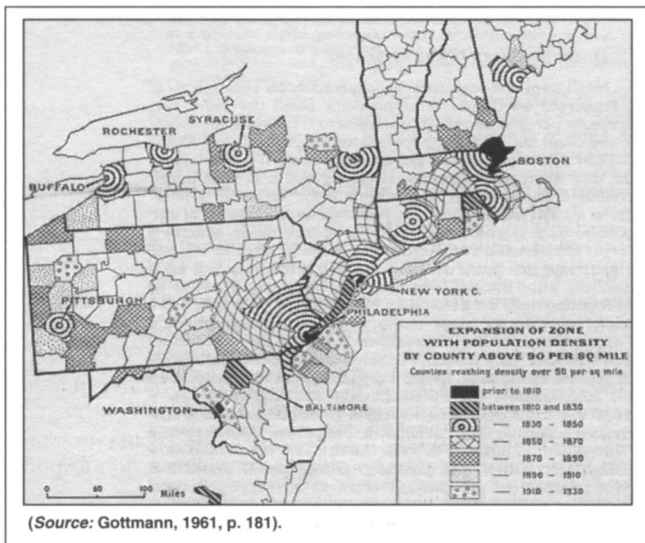 SYRACUSE
ROCHESTER
BUFFALO
BOSTON
NEW YORK C.
PITTSBURGH
PHILADELPHIA
BALTIMORE
WASHINGTON
EXPANSION OF ZONE
WITH POPULATION DENSITY
BY COUNTY ABOVE 90 PER SQ MILE
Counties reaching density over 90 per sq mile
prior to 1810
between 1810 and 1830
— 1830 - 1850
— 1850 - 1870
— 1870 - 1890
— 1890 - 1910
— 1910 - 1930
0 50 100 Miles
(Source: Gottmann, 1961, p. 181).